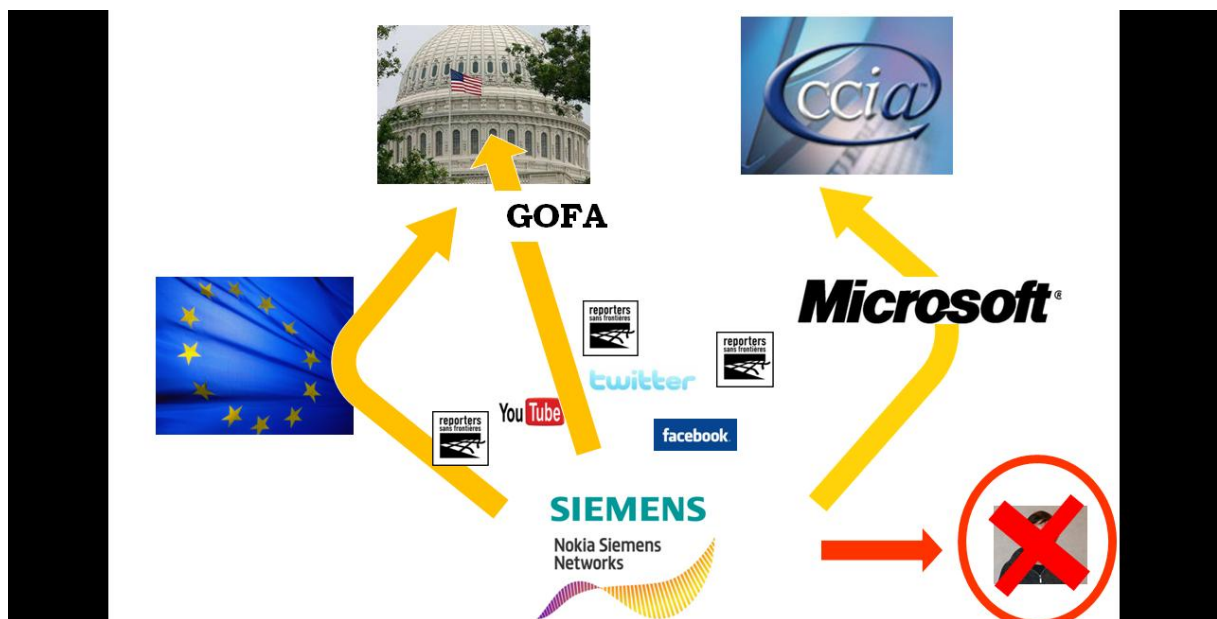 ccia
GOFA
Microsoft®
reporters
sans frontières
reporters
sans frontières
twitter
You Tube
reporters
sans frontières
facebook
SIEMENS
Nokia Siemens
Networks